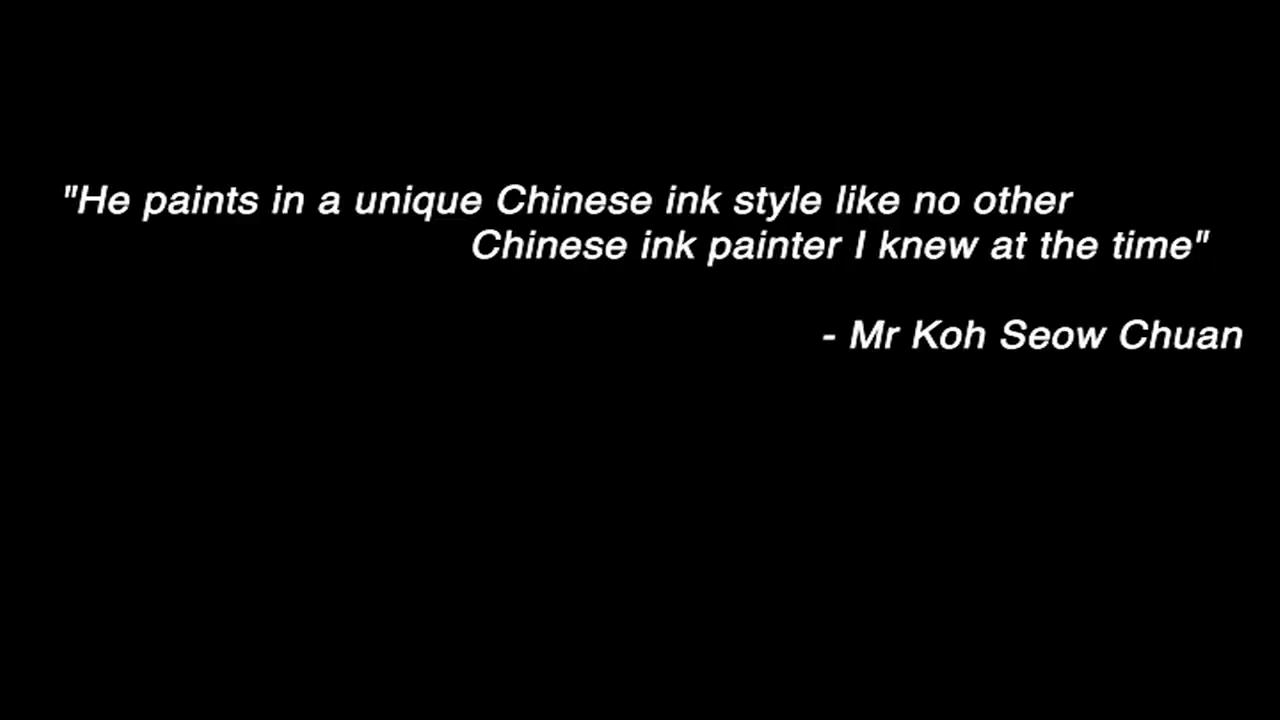 "He paints in a unique Chinese ink style like no other
Chinese ink painter I knew at the time"
- Mr Koh Seow Chuan